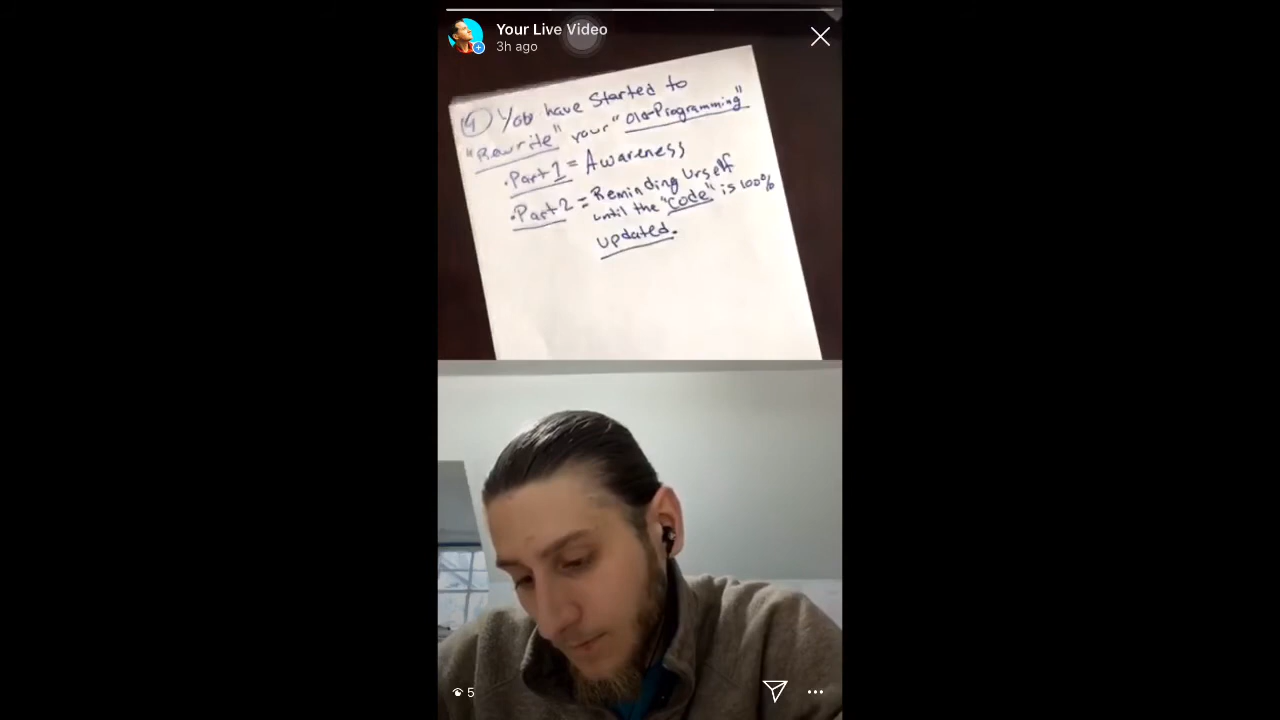 Your Live Video
3h ago
4 You have Started to
"Rewrite" your "Old-Programming"
.Part 1 = Awareness
.Part 2 = Reminding Urself
until the "Code" is 100%
updated.
5